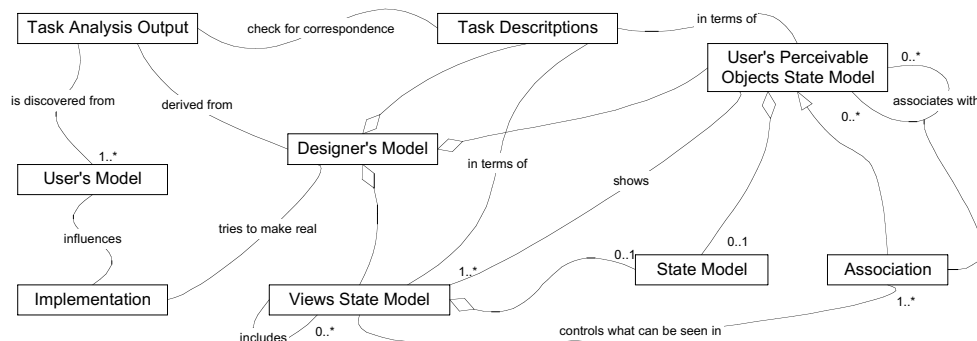 Task Analysis Output
check for correspondence
Task Descritptions
in terms of
User's Perceivable
Objects State Model
0..*
is discovered from
derived from
associates with
0..*
1..*
Designer's Model
in terms of
User's Model
shows
influences
tries to make real
0..1
0..1
1..*
State Model
Association
Implementation
Views State Model
1..*
0..*
includes
controls what can be seen in